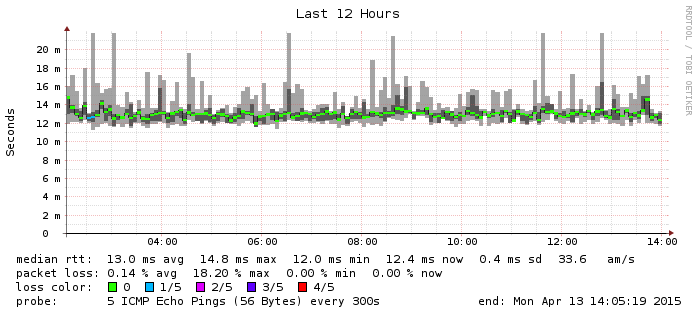 Last 12 Hours
RRDTOOL / TOBI OETIKER
Seconds
20 m
18 m
16 m
14 m
12 m
10 m
8 m
6 m
4 m
2 m
0
04:00 06:00 08:00 10:00 12:00 14:00
median rtt: 13.0 ms avg 14.8 ms max 12.0 ms min 12.4 ms now 0.4 ms sd 33.6 am/s
packet loss: 0.14 % avg 18.20 % max 0.00 % min 0.00 % now
loss color: 0 1/5 2/5 3/5 4/5
probe: 5 ICMP Echo Pings (56 Bytes) every 300s end: Mon Apr 13 14:05:19 2015